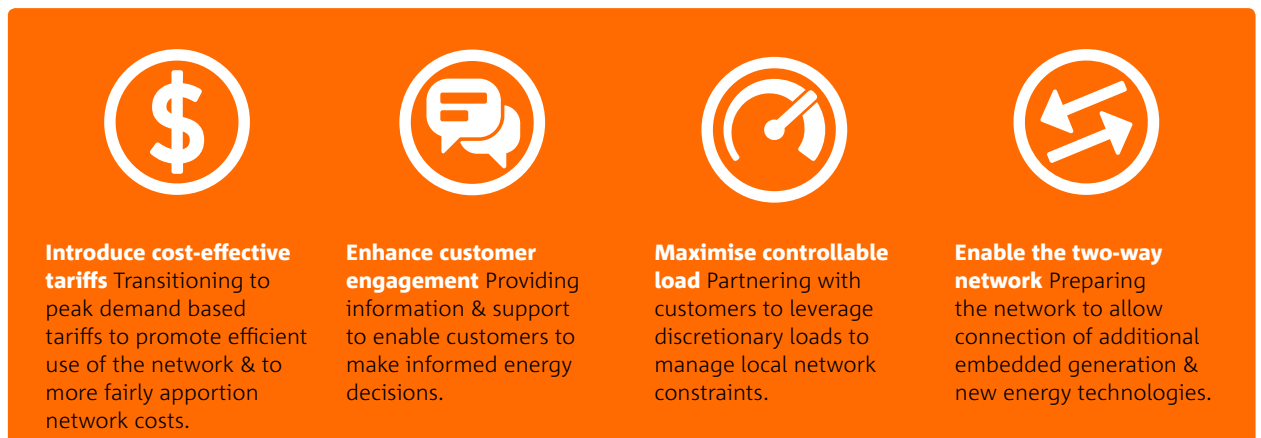 Introduce cost-effective
tariffs Transitioning to
peak demand based
tariffs to promote efficient
use of the network & to
more fairly apportion
network costs.
Enhance customer
engagement Providing
information & support
to enable customers to
make informed energy
decisions.
Maximise controllable
load Partnering with
customers to leverage
discretionary loads to
manage local network
constraints.
Enable the two-way
network Preparing
the network to allow
connection of additional
embedded generation &
new energy technologies.